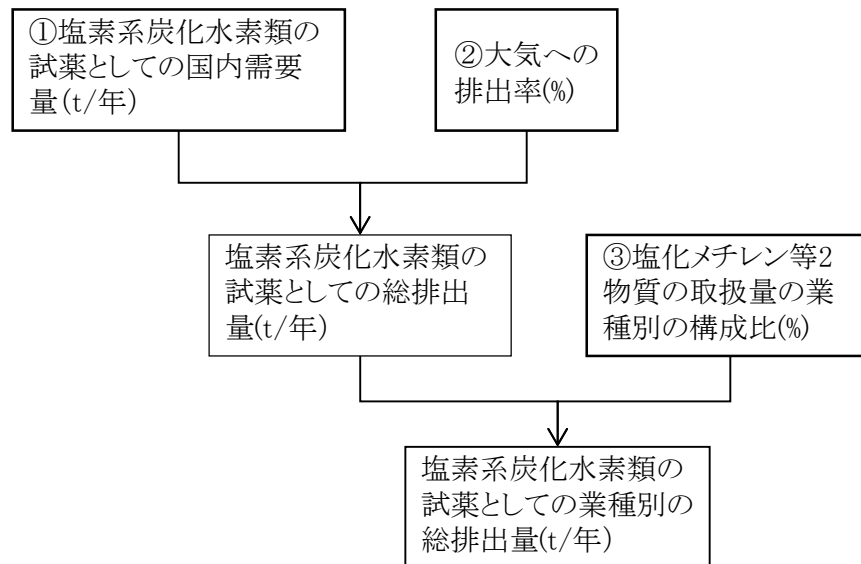 ①塩素系炭化水素類の
試薬としての国内需要
量(t/年)
②大気への
排出率(%)
塩素系炭化水素類の
試薬としての総排出
量(t/年)
③塩化メチレン等2
物質の取扱量の業
種別の構成比(%)
塩素系炭化水素類の
試薬としての業種別の
総排出量(t/年)